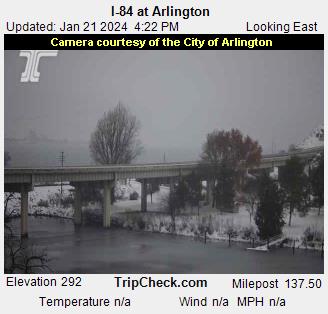 I-84 at Arlington
Updated: Jan 21 2024 4:22 PM Looking East
Camera courtesy of the City of Arlington
Elevation 292 TripCheck.com Milepost 137.50
Temperature n/a Wind n/a MPH n/a